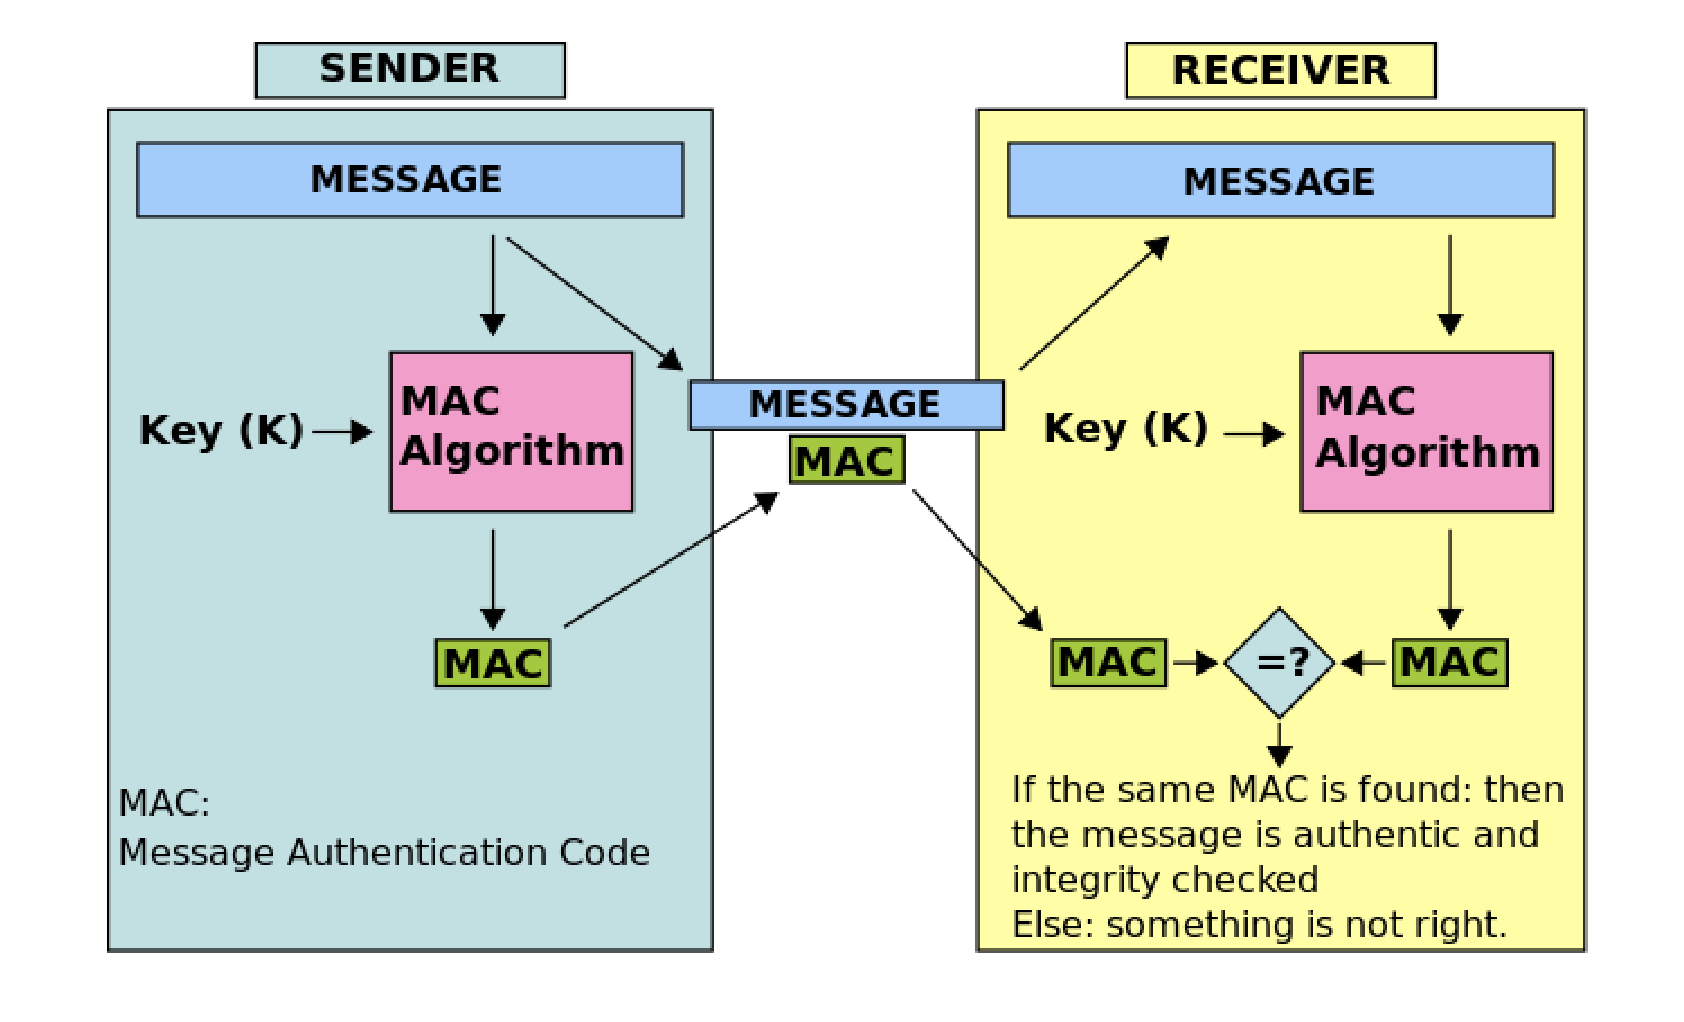 SENDER
MESSAGE
Key (K)
MAC
Algorithm
MAC
MAC:
Message Authentication Code
MESSAGE
MAC
RECEIVER
MESSAGE
Key (K)
MAC
Algorithm
MAC
=?
MAC
If the same MAC is found: then
the message is authentic and
integrity checked
Else: something is not right.